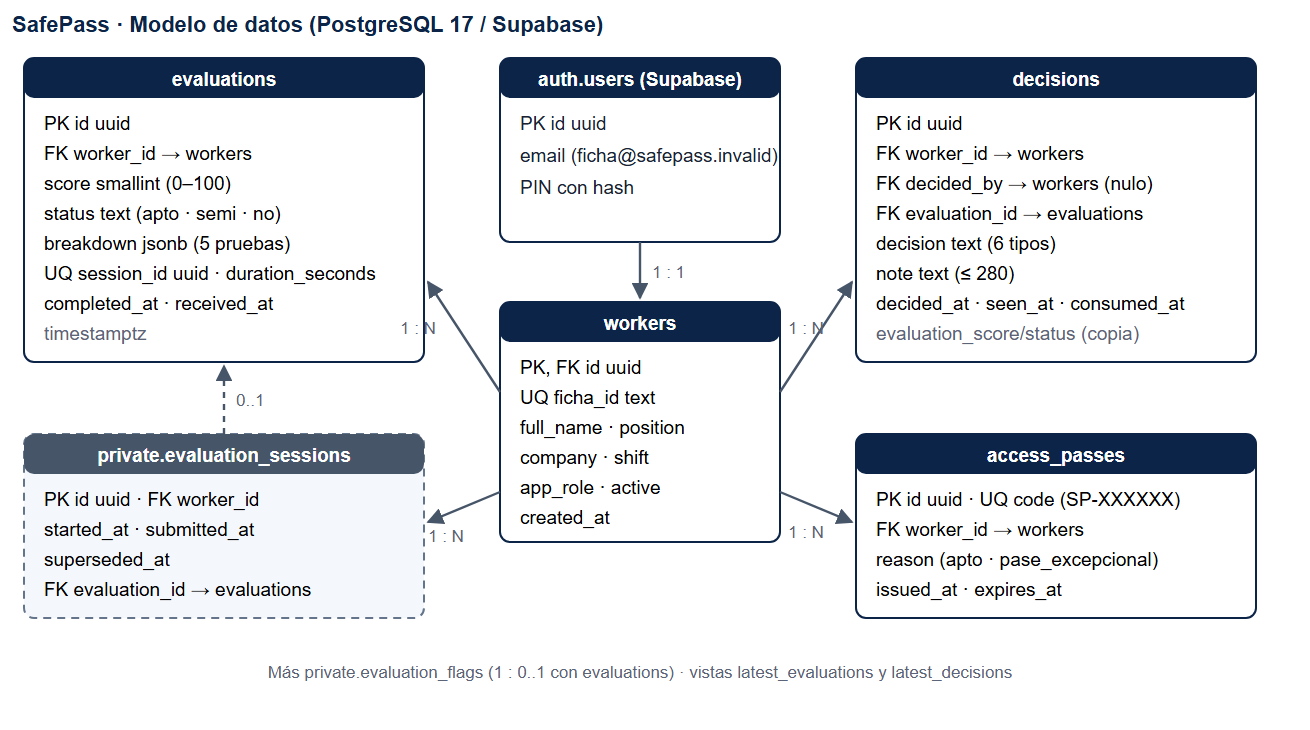 SafePass · Modelo de datos (PostgreSQL 17 / Supabase)
evaluations
PK id uuid
FK worker_id → workers
score smallint (0–100)
status text (apto · semi · no)
breakdown jsonb (5 pruebas)
UQ session_id uuid · duration_seconds
completed_at · received_at
timestamptz
auth.users (Supabase)
PK id uuid
email (ficha@safepass.invalid)
PIN con hash
decisions
PK id uuid
FK worker_id → workers
FK decided_by → workers (nulo)
FK evaluation_id → evaluations
decision text (6 tipos)
note text (≤ 280)
decided_at · seen_at · consumed_at
evaluation_score/status (copia)
1 : 1
1 : N
1 : N
workers
PK, FK id uuid
UQ ficha_id text
full_name · position
company · shift
app_role · active
created_at
0..1
private.evaluation_sessions
PK id uuid · FK worker_id
started_at · submitted_at
superseded_at
FK evaluation_id → evaluations
1 : N
1 : N
access_passes
PK id uuid · UQ code (SP-XXXXXX)
FK worker_id → workers
reason (apto · pase_excepcional)
issued_at · expires_at
Más private.evaluation_flags (1 : 0..1 con evaluations) · vistas latest_evaluations y latest_decisions